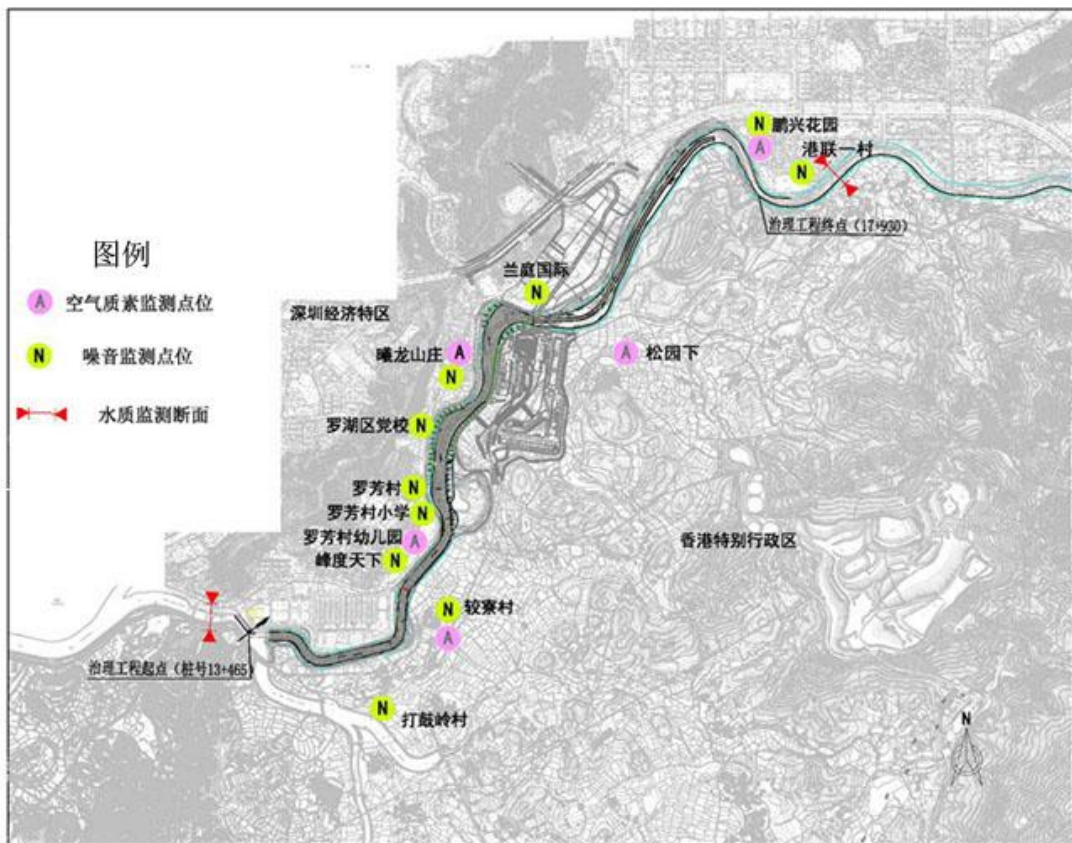 N
鹏兴花园
A
港联一村
N
治理工程终点（17+930）
图例
兰庭国际
N
A
空气质素监测点位
深圳经济特区
曦龙山庄
A
A
松园下
N
噪音监测点位
N
水质监测断面
罗湖区党校
N
罗芳村
N
罗芳村小学
N
罗芳村幼儿园
A
香港特别行政区
峰度天下
N
较寮村
N
A
治理工程起点（桩号13+465）
N
打鼓岭村
N